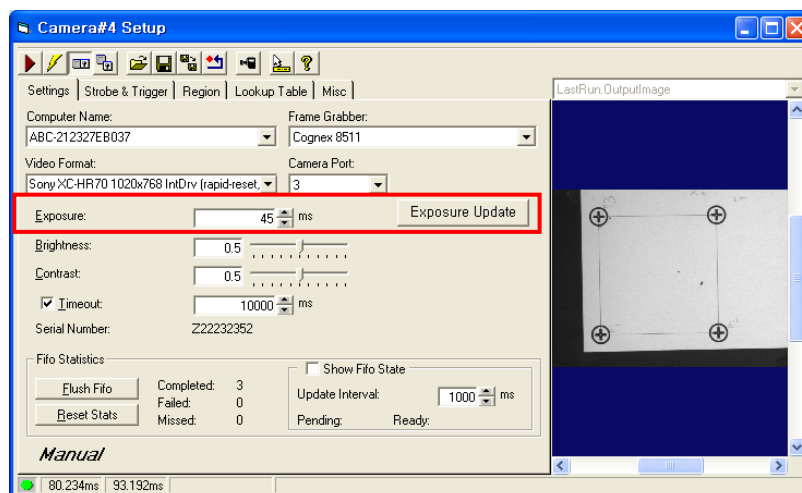 Camera#4 Setup
Settings Strobe & Trigger Region Lookup Table Misc
LastRun.OutputImage
Computer Name: Frame Grabber:
ABC-212327EB037 Cognex 8511
Video Format: Camera Port:
Sony XC-HR70 1020x768 IntDrv (rapid-reset, 3
Exposure: 45 ms Exposure Update
Brightness: 0.5
Contrast: 0.5
Timeout: 10000 ms
Serial Number: Z22232352
Fifo Statistics
Show Fifo State
Flush Fifo Completed: 3
Update Interval: 1000 ms
Reset Stats Failed: 0
Missed: 0
Pending: Ready:
Manual
80.234ms 93.192ms